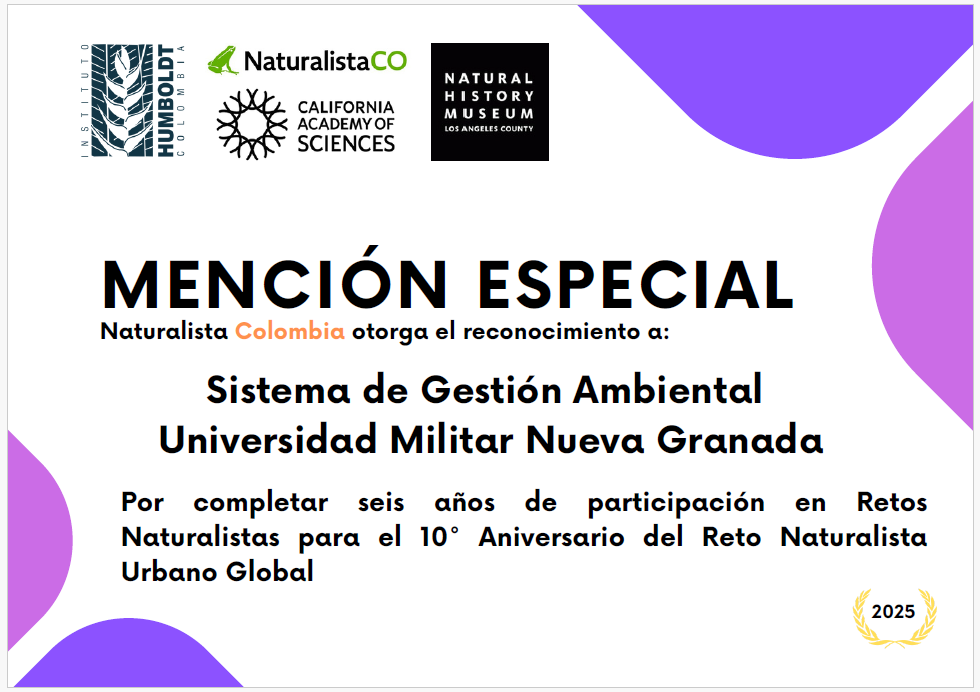 INSTITUTO
HUMBOLDT
COLOMBIA
NaturalistaCO
CALIFORNIA
ACADEMY OF
SCIENCES
NATURAL
HISTORY
MUSEUM
LOS ANGELES COUNTY
MENCIÓN ESPECIAL
Naturalista Colombia otorga el reconocimiento a:
Sistema de Gestión Ambiental
Universidad Militar Nueva Granada
Por completar seis años de participación en Retos
Naturalistas para el 10° Aniversario del Reto Naturalista
Urbano Global
2025